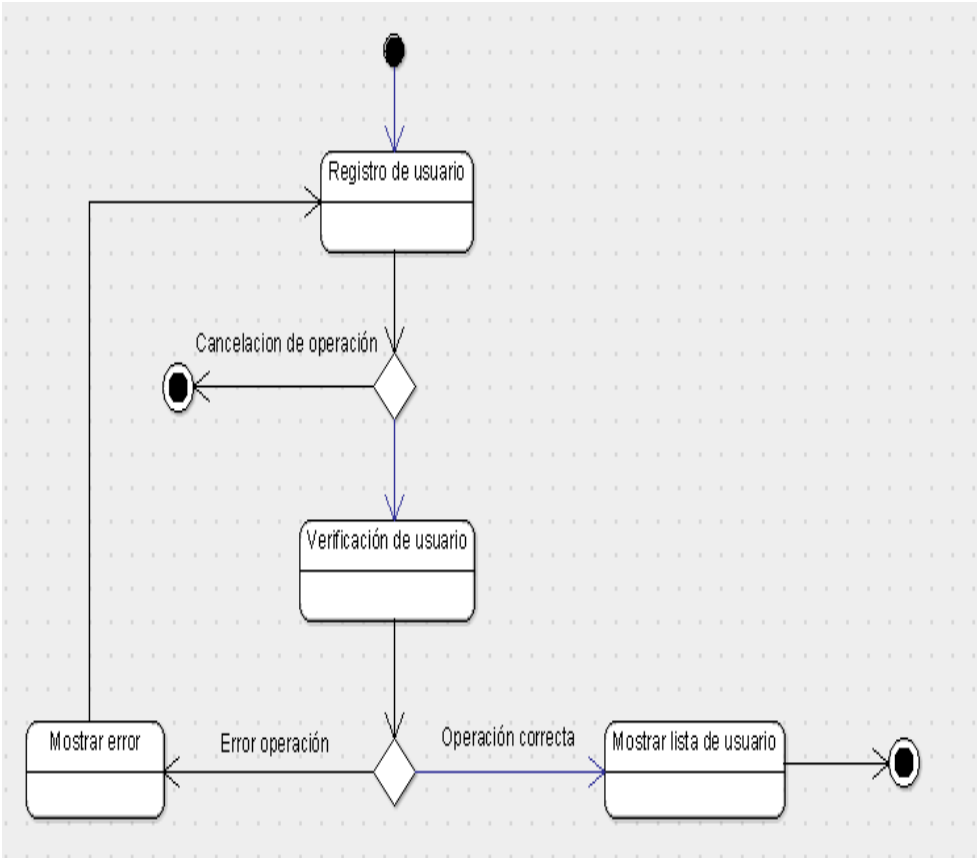 Registro de usuario
Cancelacion de operación
Verificación de usuario
Mostrar error
Error operación
Operación correcta
Mostrar lista de usuario